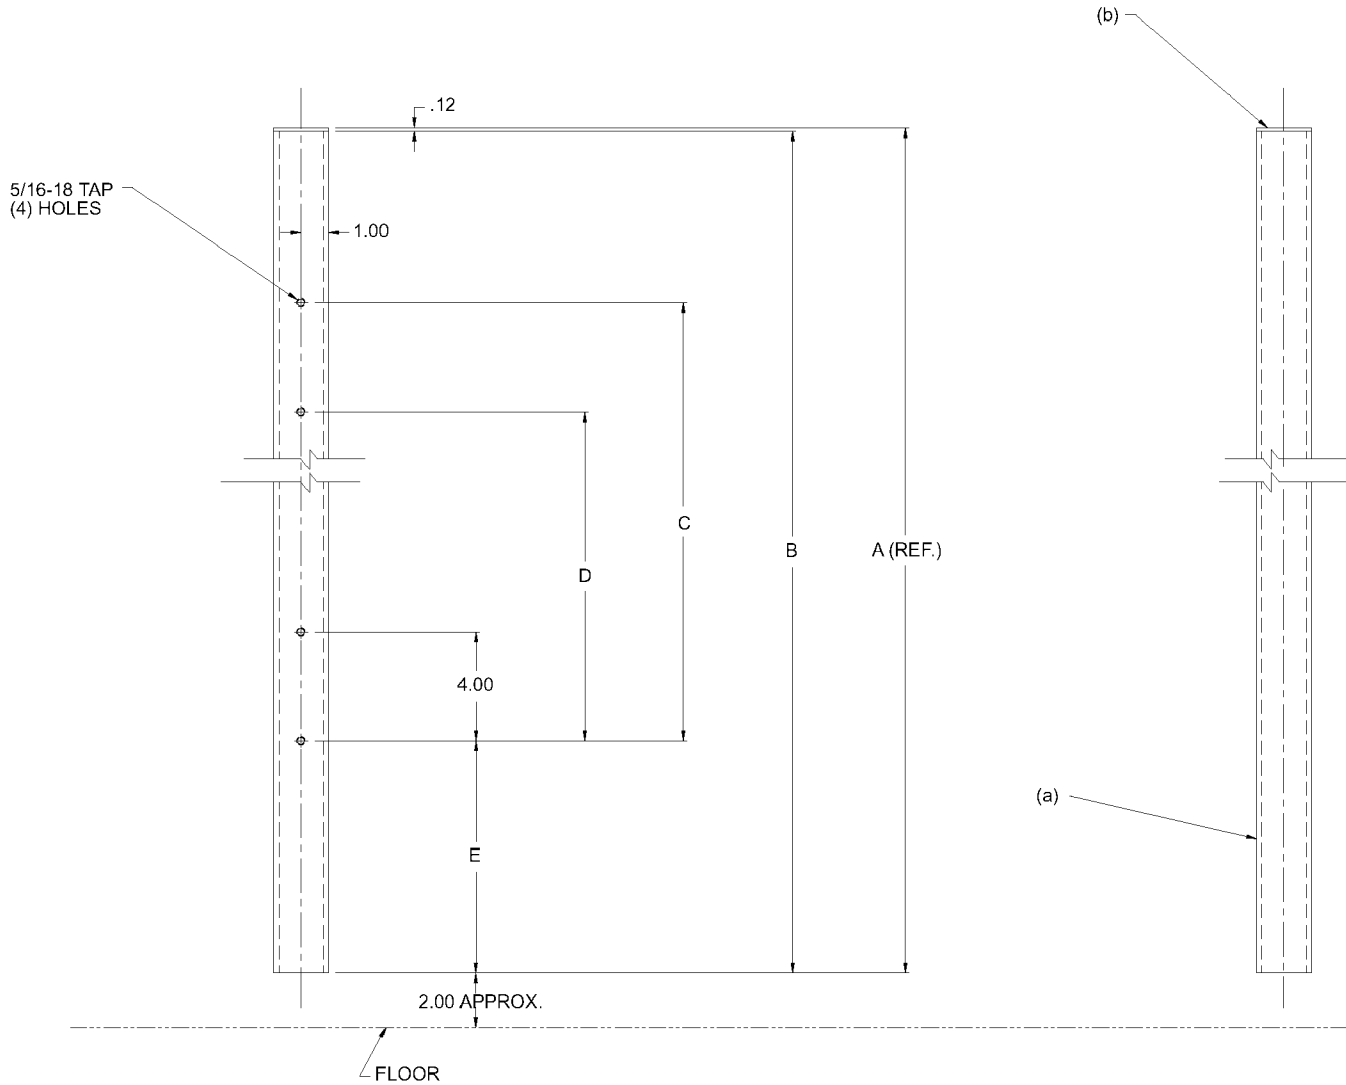 (b)
.12
5/16-18 TAP
(4) HOLES
1.00
C
B
A (REF.)
D
4.00
(a)
E
2.00 APPROX.
FLOOR